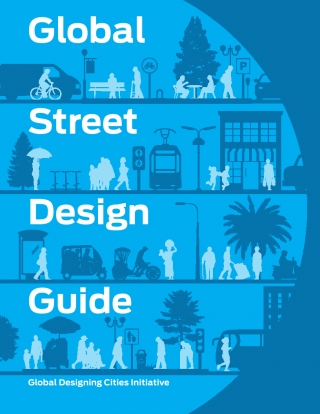 Global
Street
Design
Guide
Global Designing Cities Initiative
P